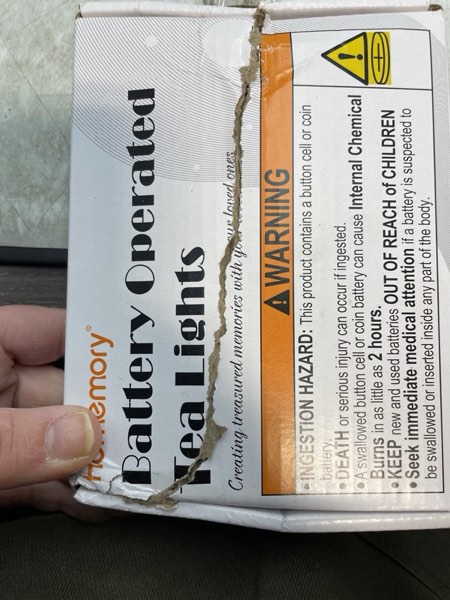 Homemory®
Battery Operated
Tea Lights
Creating treasured memories with your loved ones
WARNING
• INGESTION HAZARD: This product contains a button cell or coin
battery.
• DEATH or serious injury can occur if ingested.
• A swallowed button cell or coin battery can cause Internal Chemical
Burns in as little as 2 hours.
• KEEP new and used batteries OUT OF REACH of CHILDREN
• Seek immediate medical attention if a battery is suspected to
be swallowed or inserted inside any part of the body.